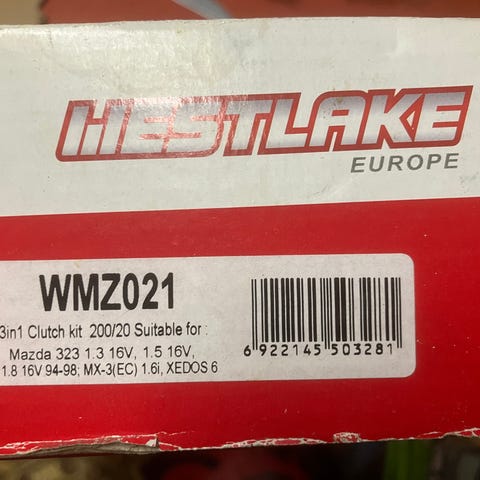 WESTLAKE
EUROPE
WMZ021
3in1 Clutch kit 200/20 Suitable for :
Mazda 323 1.3 16V, 1.5 16V,
1.8 16V 94-98; MX-3(EC) 1.6i, XEDOS 6
6 922145 503281